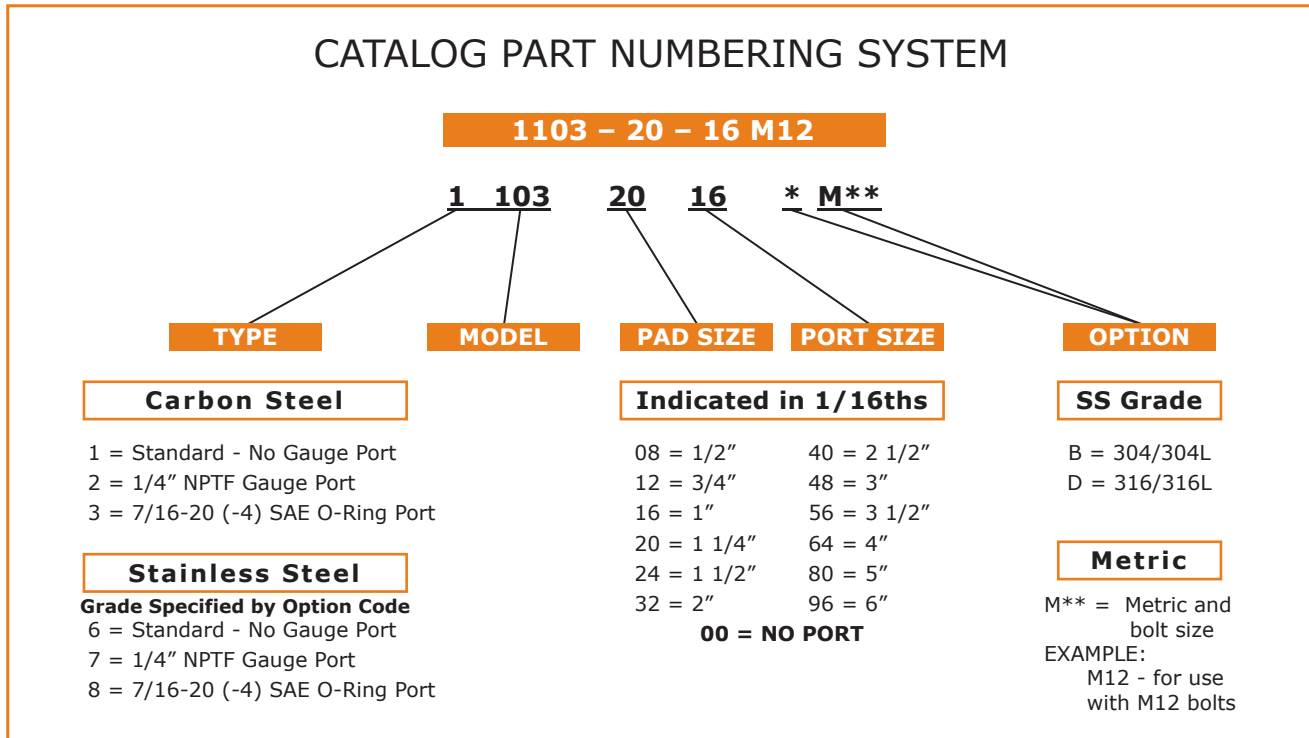 CATALOG PART NUMBERING SYSTEM
1103 – 20 – 16 M12
1 103 20 16 * M**
TYPE MODEL PAD SIZE PORT SIZE OPTION
Carbon Steel
1 = Standard - No Gauge Port
2 = 1/4” NPTF Gauge Port
3 = 7/16-20 (-4) SAE O-Ring Port
Stainless Steel
Grade Specified by Option Code
6 = Standard - No Gauge Port
7 = 1/4” NPTF Gauge Port
8 = 7/16-20 (-4) SAE O-Ring Port
Indicated in 1/16ths
08 = 1/2” 40 = 2 1/2”
12 = 3/4” 48 = 3”
16 = 1” 56 = 3 1/2”
20 = 1 1/4” 64 = 4”
24 = 1 1/2” 80 = 5”
32 = 2” 96 = 6”
00 = NO PORT
SS Grade
B = 304/304L
D = 316/316L
Metric
M** = Metric and
bolt size
EXAMPLE:
M12 - for use
with M12 bolts